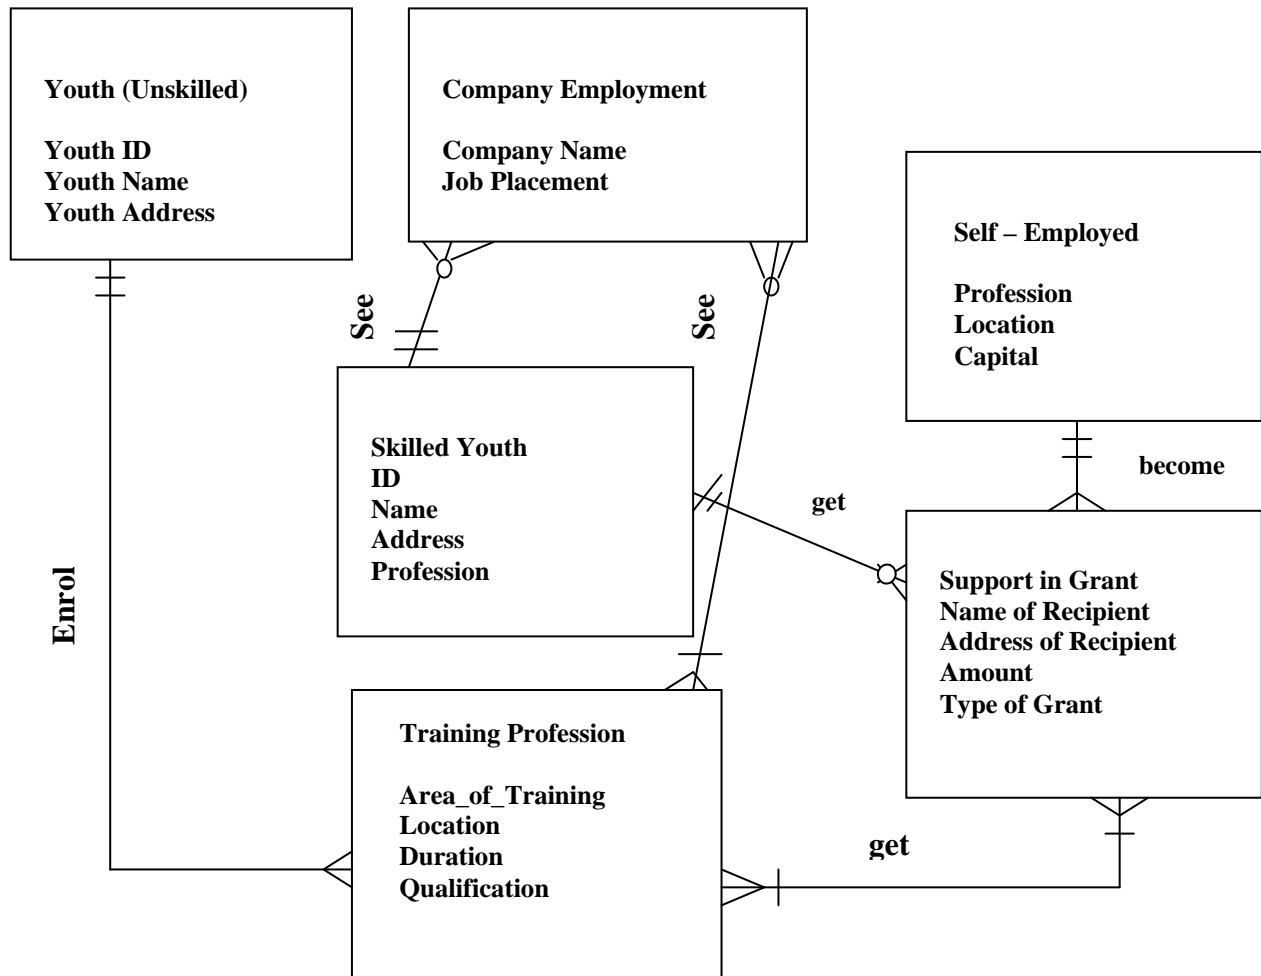 Youth (Unskilled)
Youth ID
Youth Name
Youth Address
Company Employment
Company Name
Job Placement
Self – Employed
Profession
Location
Capital
See
See
Skilled Youth
ID
Name
Address
Profession
become
get
Enrol
Support in Grant
Name of Recipient
Address of Recipient
Amount
Type of Grant
Training Profession
Area_of_Training
Location
Duration
Qualification
get